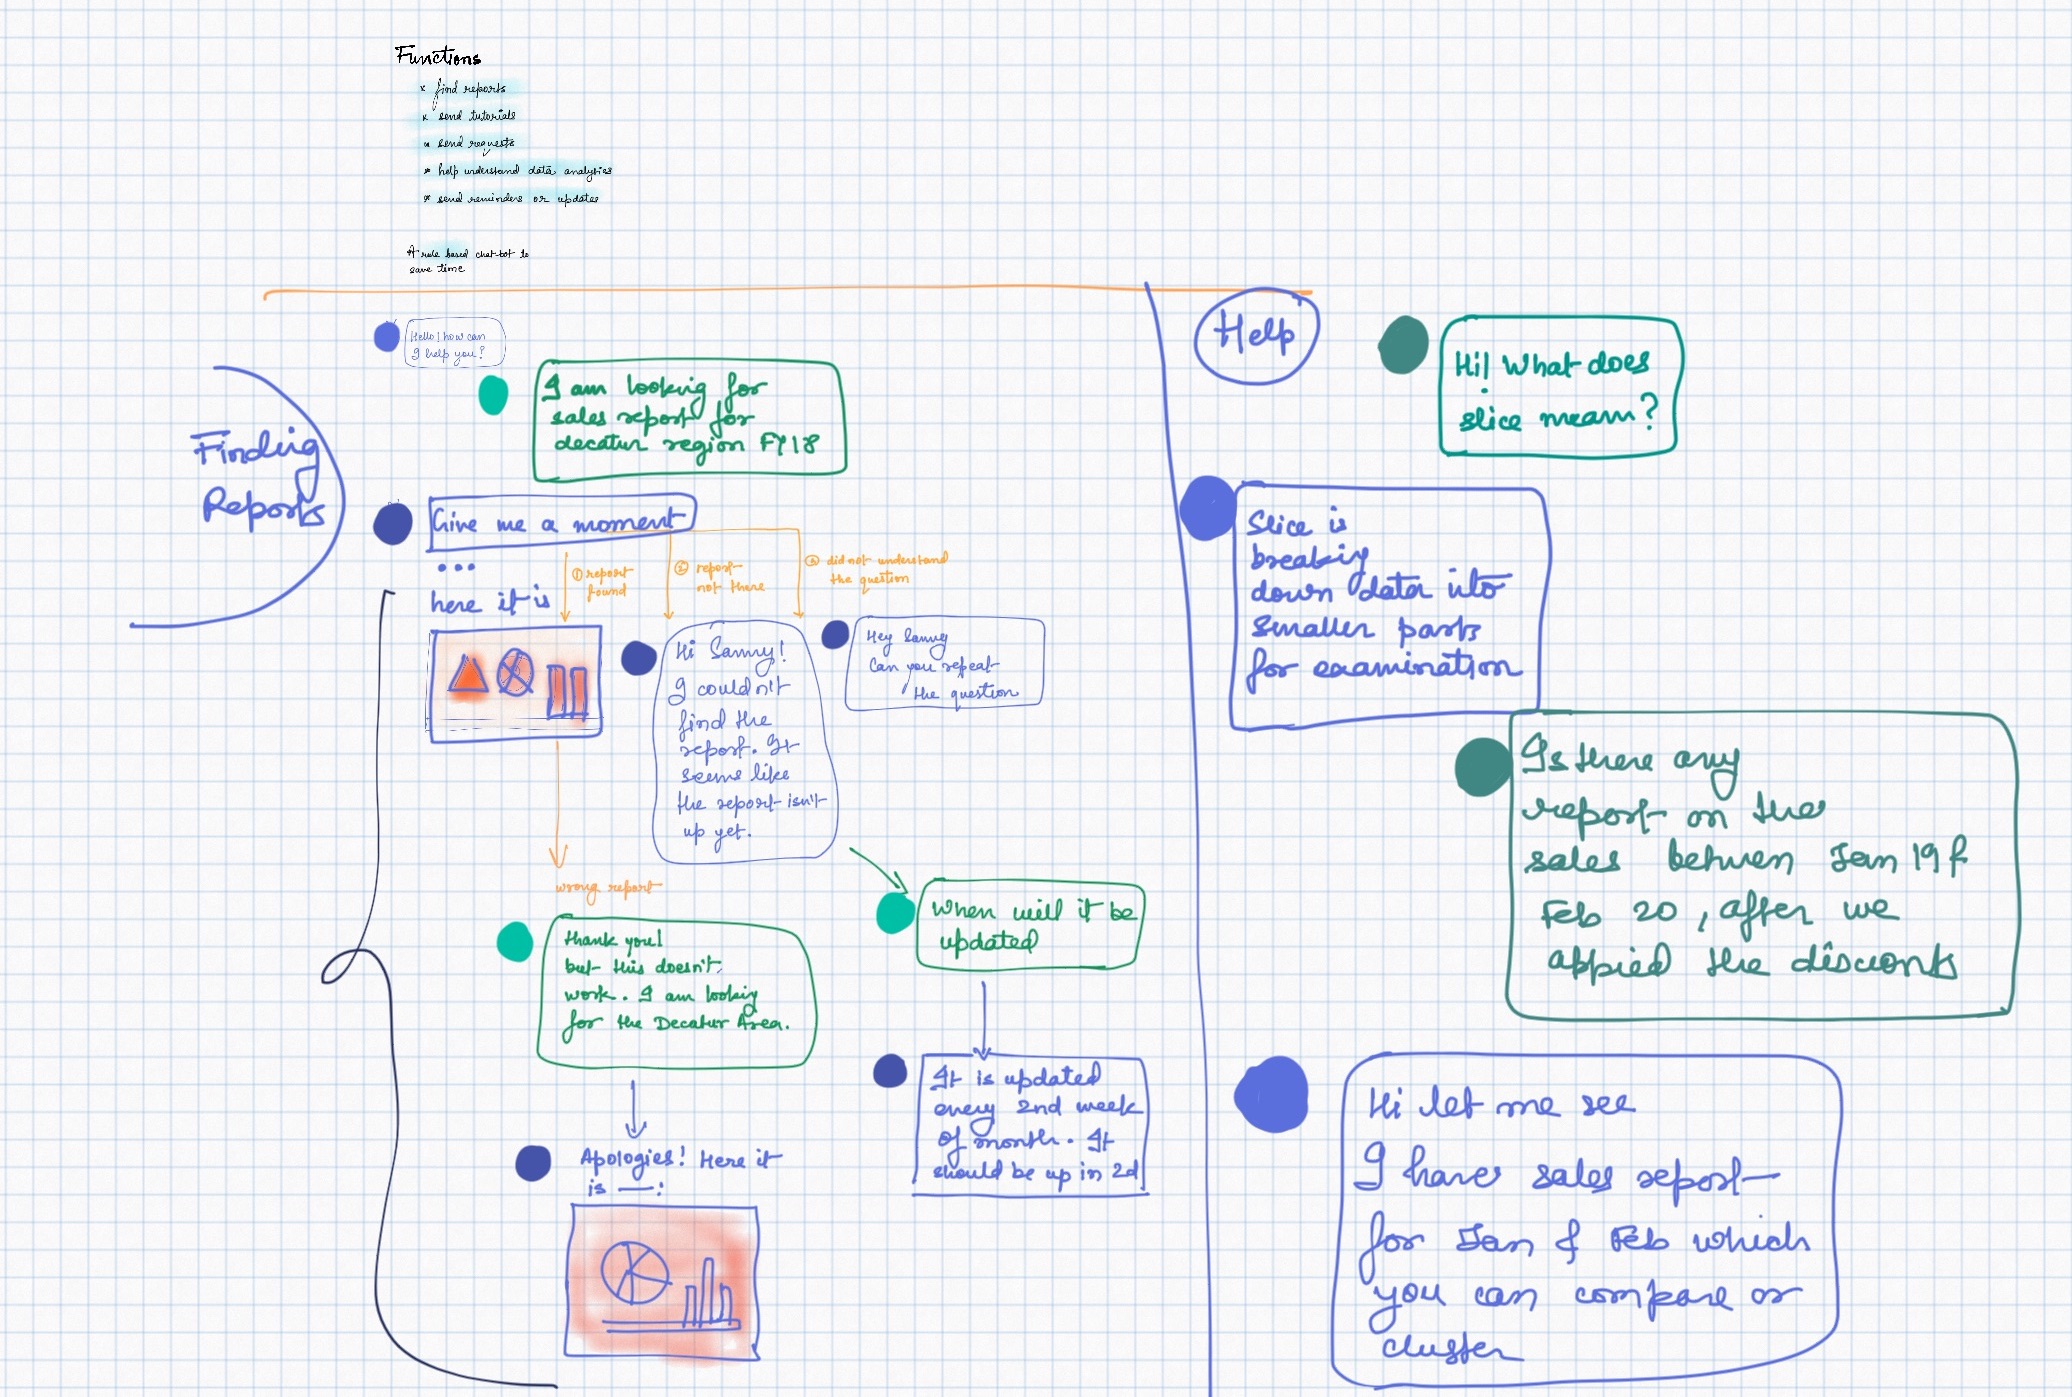 Functions
x find reports
x send tutorials
x send requests
* help understand data analytics
* send reminders or updates
A rule based chat-bot to
save time
Finding
Reports
Hello! how can
I help you?
I am looking for
sales report for
decatur region FY18
Give me a moment
...
here it is
① report
found
② report
not there
③ did not understand
the question
Hi Sammy!
I couldn't
find the
report. It
seems like
the report isn't
up yet.
Hey Sammy
Can you repeat
the question
wrong report
Thank you!
but this doesn't
work. I am looking
for the Decatur Area.
When will it be
updated
It is updated
every 2nd week
of month. It
should be up in 2d
Apologies! Here it
is —:
Help
Hi! What does
slice mean?
Slice is
breaking
down data into
smaller parts
for examination
Is there any
report on the
sales between Jan 19 &
Feb 20, after we
appied the disconts
Hi let me see
I have sales report
for Jan & Feb which
you can compare or
cluster